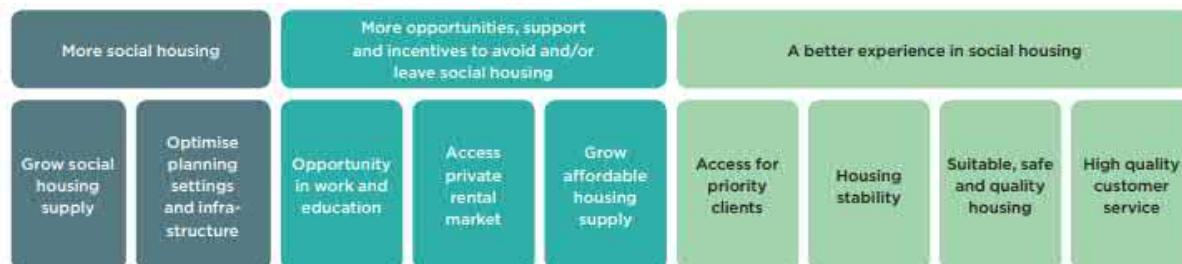 More social housing
More opportunities, support
and incentives to avoid and/or
leave social housing
A better experience in social housing
Grow social
housing
supply
Optimise
planning
settings
and infra-
structure
Opportunity
in work and
education
Access
private
rental
market
Grow
affordable
housing
supply
Access for
priority
clients
Housing
stability
Suitable, safe
and quality
housing
High quality
customer
service